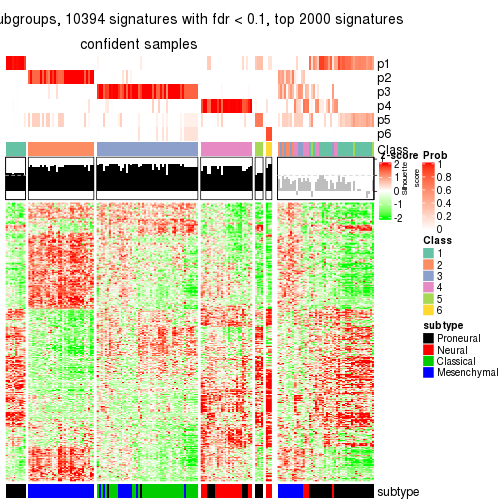 ubgroups, 10394 signatures with fdr < 0.1, top 2000 signatures
confident samples
p1
p2
p3
p4
p5
p6
Class
z-score
2
1
0
-1
-2
Silhouette
score
Prob
1
0.8
0.6
0.4
0.2
0
Class
1
2
3
4
5
6
subtype
Proneural
Neural
Classical
Mesenchymal
subtype